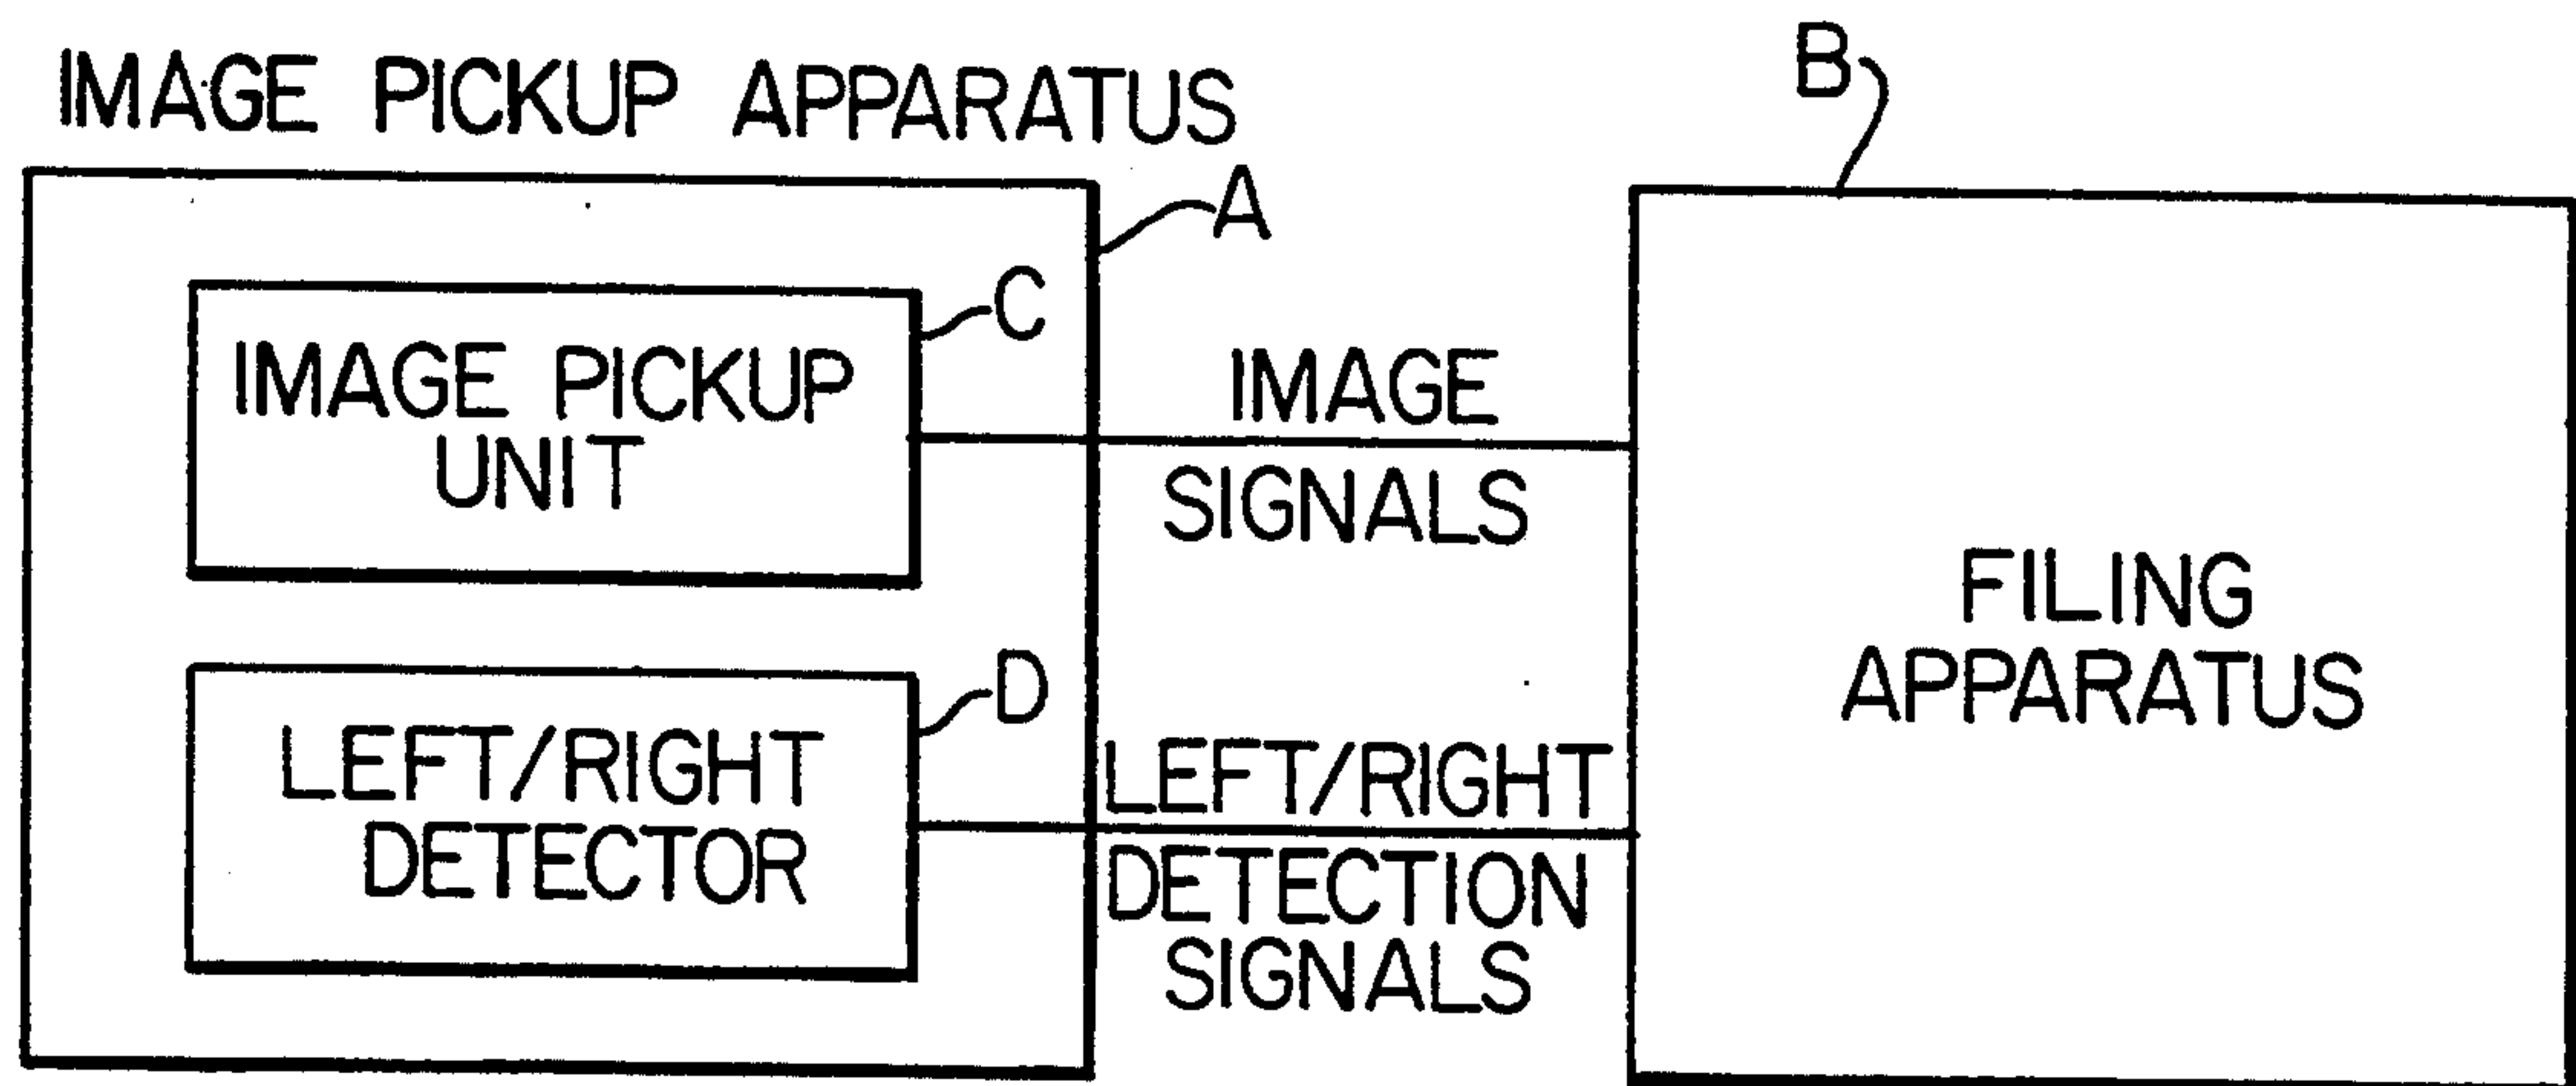 IMAGE PICKUP APPARATUS
A
B
C
IMAGE PICKUP
UNIT
D
LEFT/RIGHT
DETECTOR
IMAGE
SIGNALS
LEFT/RIGHT
DETECTION
SIGNALS
FILING
APPARATUS